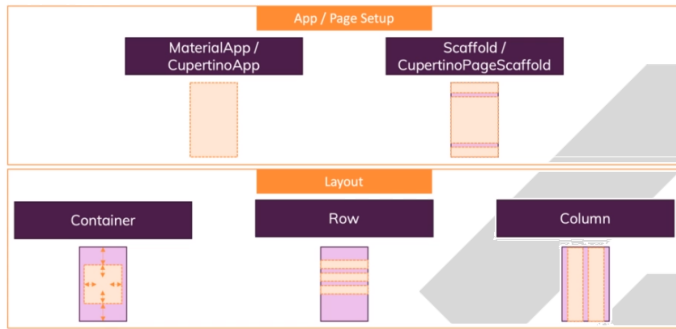 App / Page Setup
MaterialApp /
CupertinoApp
Scaffold /
CupertinoPageScaffold
Layout
Container
Row
Column